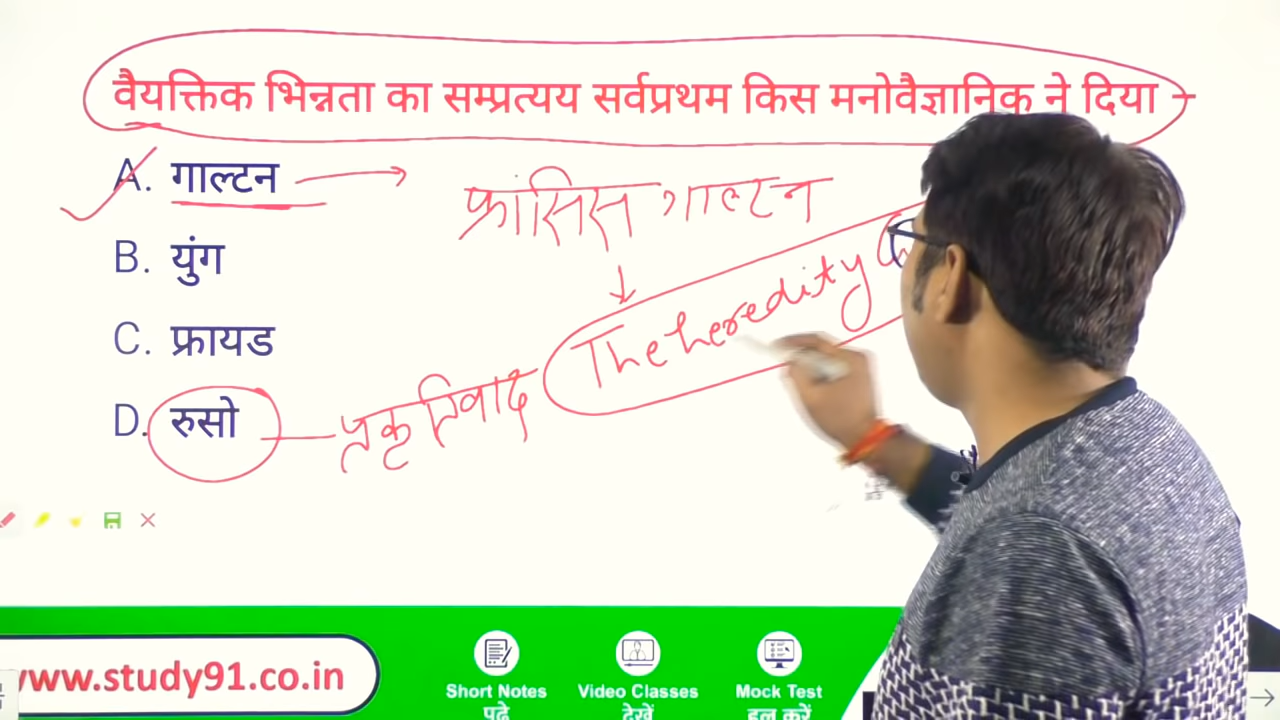 वैयक्तिक भिन्नता का सम्प्रत्यय सर्वप्रथम किस मनोवैज्ञानिक ने दिया -
A. गाल्टन
फ्रांसिस गाल्टन
B. युंग
The heredity
C. फ्रायड
D. रुसो
प्रकृतिवाद
www.study91.co.in
Short Notes
पढ़े
Video Classes
देखें
Mock Test
हल करें